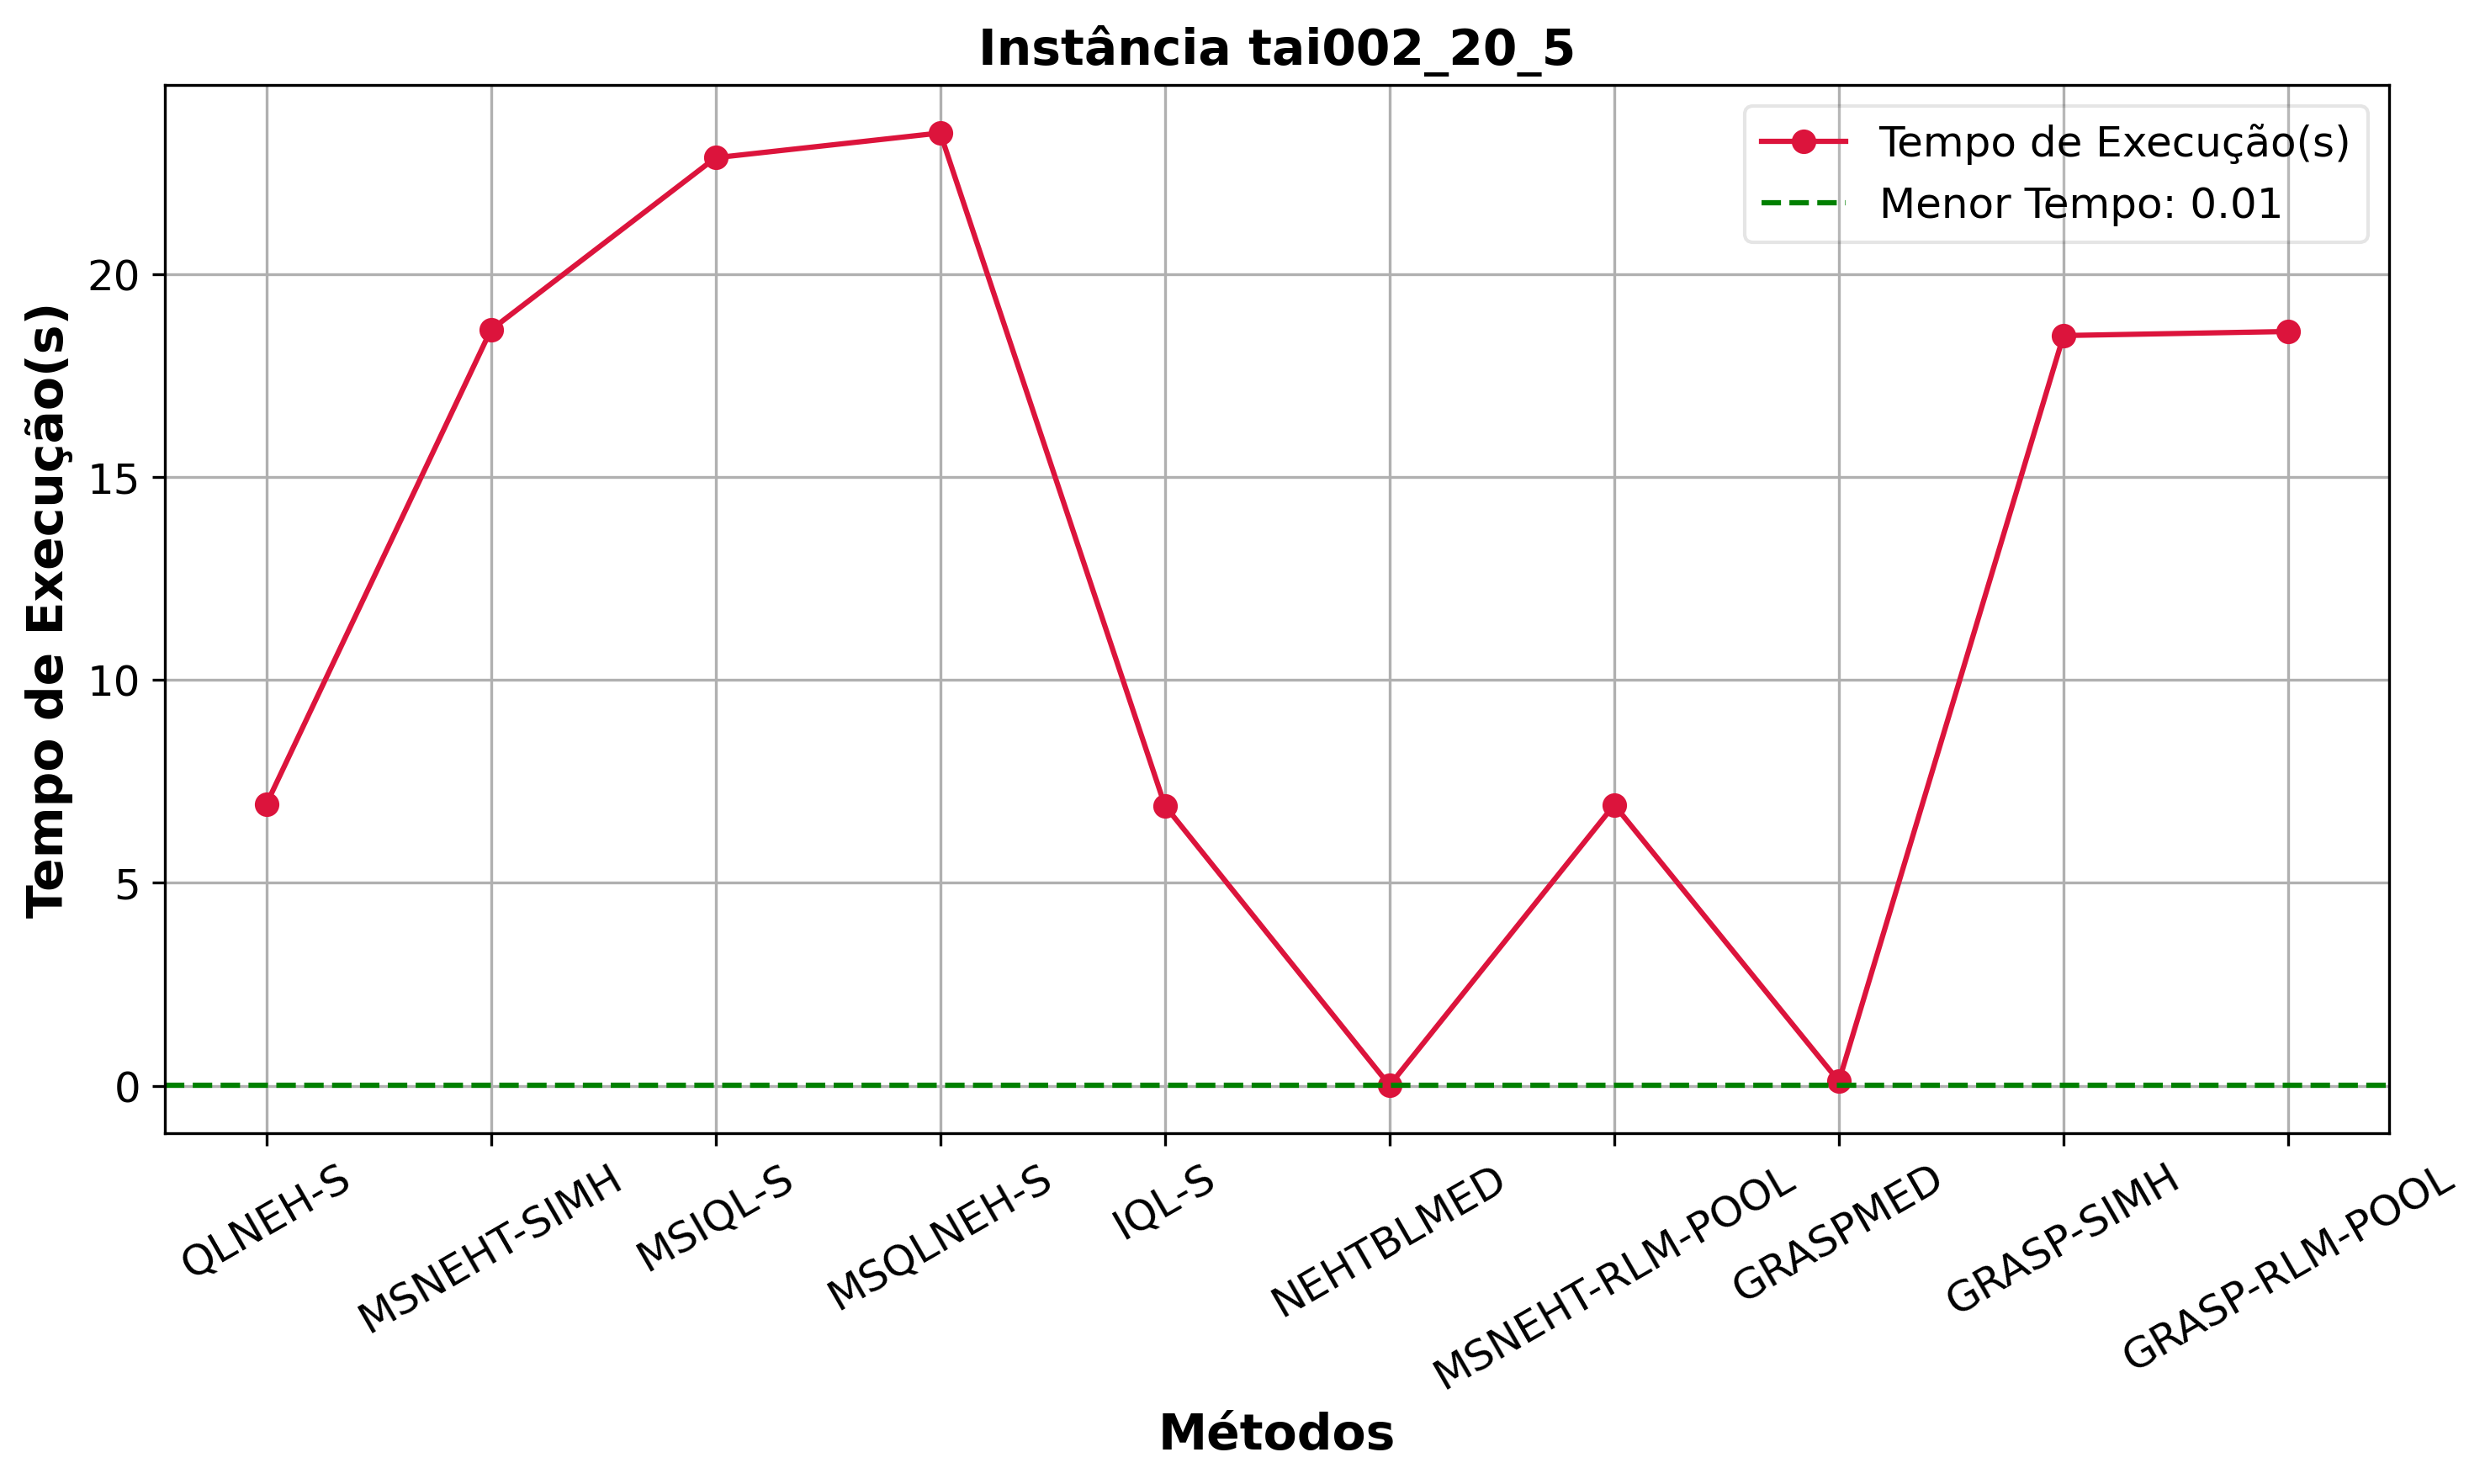 Instância tai002_20_5
Tempo de Execução(s)
Menor Tempo: 0.01
Tempo de Execução(s)
20
15
10
5
0
QLNEH-S
MSNEHT-SIMH
MSIQL-S
MSQLNEH-S
IQL-S
NEHTBLMED
MSNEHT-RLM-POOL
GRASPMED
GRASP-SIMH
GRASP-RLM-POOL
Métodos